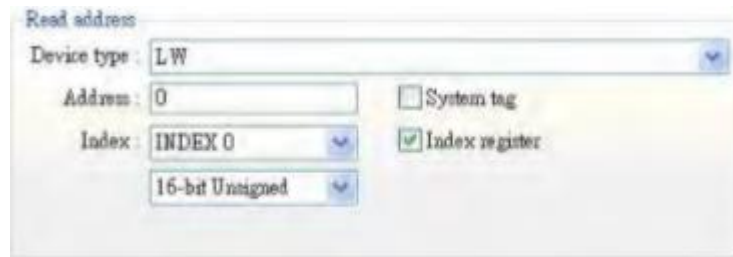 Read address
Device type : LW
Address : 0 System tag
Index : INDEX 0 Index register
16-bit Unsigned